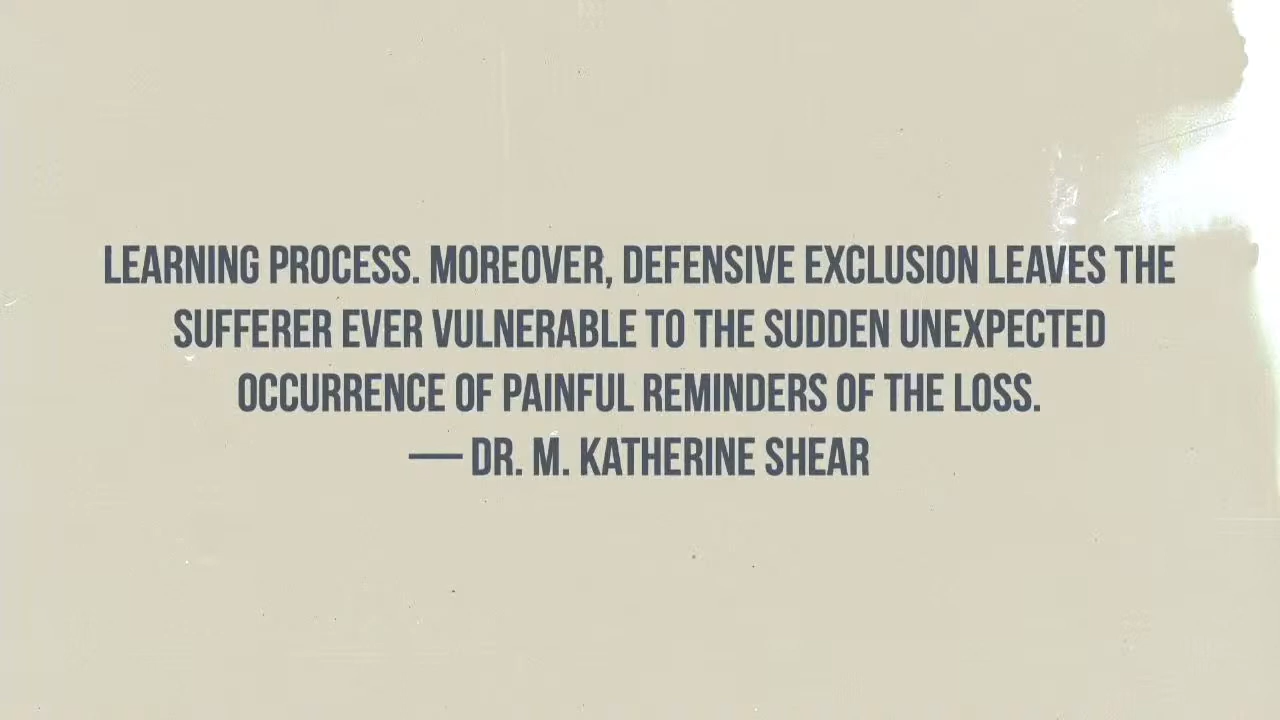 LEARNING PROCESS. MOREOVER, DEFENSIVE EXCLUSION LEAVES THE
SUFFERER EVER VULNERABLE TO THE SUDDEN UNEXPECTED
OCCURRENCE OF PAINFUL REMINDERS OF THE LOSS.
— DR. M. KATHERINE SHEAR